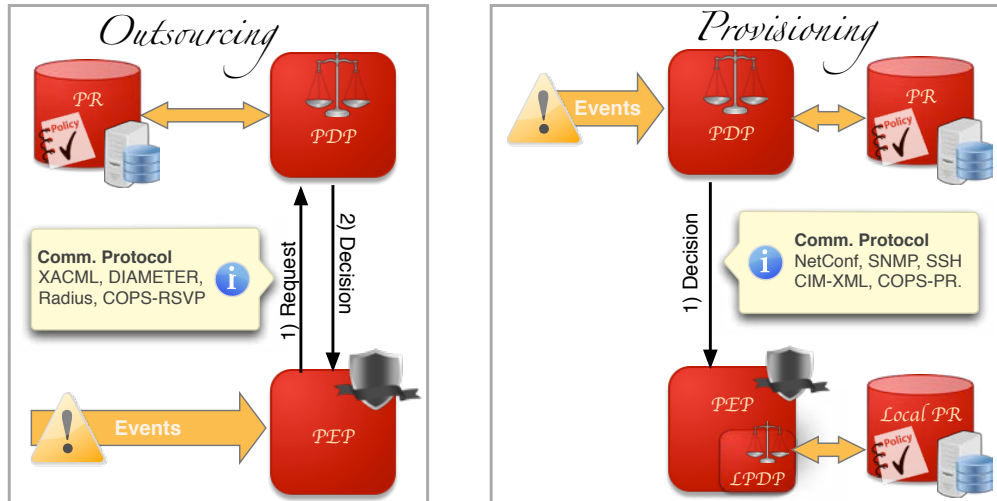 Outsourcing
PR
Policy
PDP
Comm. Protocol
XACML, DIAMETER,
Radius, COPS-RSVP
1) Request
2) Decision
Events
PEP
Provisioning
Events
PDP
PR
Policy
1) Decision
Comm. Protocol
NetConf, SNMP, SSH
CIM-XML, COPS-PR.
PEP
LPDP
Local PR
Policy